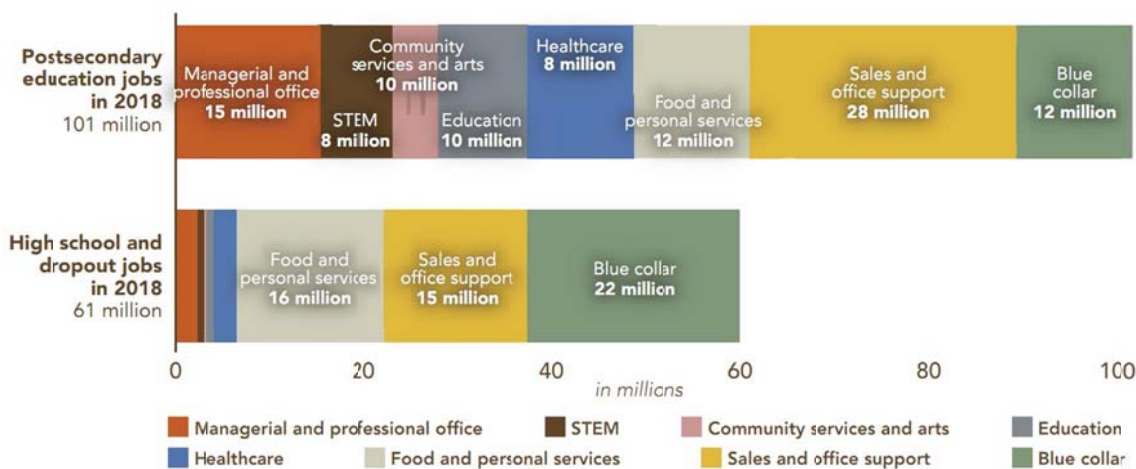 Postsecondary
education jobs
in 2018
101 million
Managerial and
professional office
15 million
STEM
8 million
Community
services and arts
10 million
Education
10 million
Healthcare
8 million
Food and
personal services
12 million
Sales and
office support
28 million
Blue
collar
12 million
High school and
dropout jobs
in 2018
61 million
Food and
personal services
16 million
Sales and
office support
15 million
Blue collar
22 million
0 20 40 60 80 100
in millions
Managerial and professional office STEM Community services and arts Education
Healthcare Food and personal services Sales and office support Blue collar